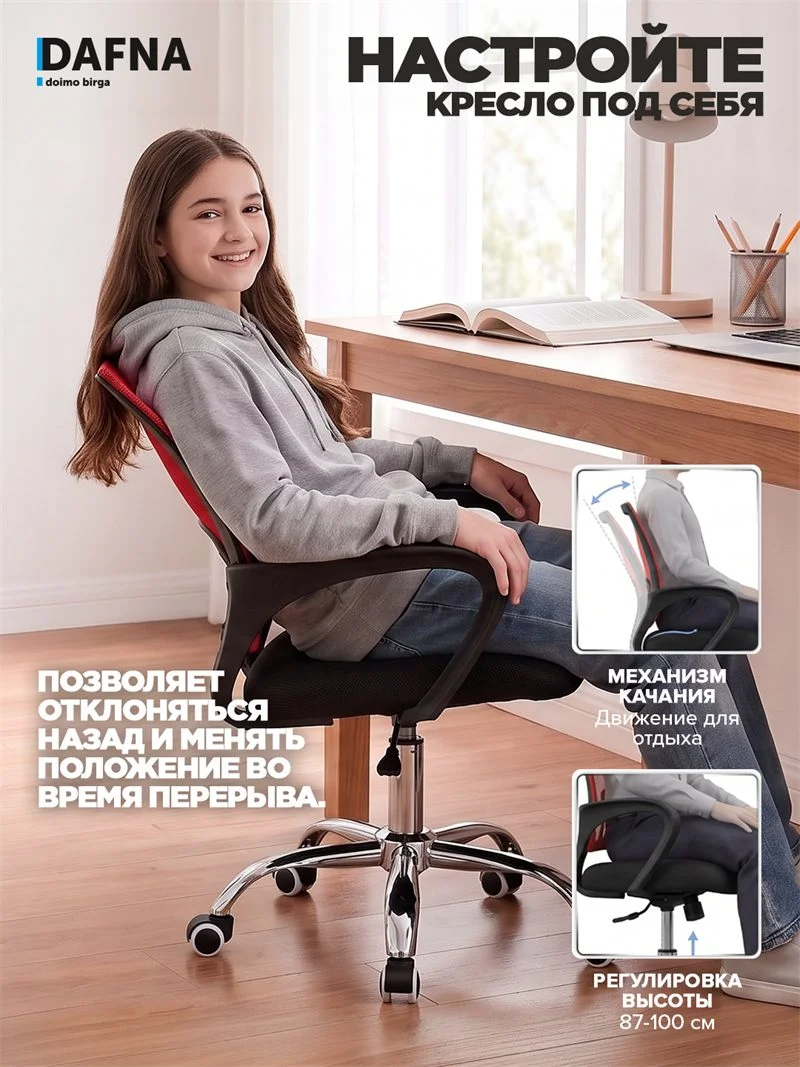 DAFNA
doimo birga
НАСТРОЙТЕ
КРЕСЛО ПОД СЕБЯ
ПОЗВОЛЯЕТ
ОТКЛОНЯТЬСЯ
НАЗАД И МЕНЯТЬ
ПОЛОЖЕНИЕ ВО
ВРЕМЯ ПЕРЕРЫВА.
МЕХАНИЗМ
КАЧАНИЯ
Движение для
отдыха
РЕГУЛИРОВКА
ВЫСОТЫ
87-100 см